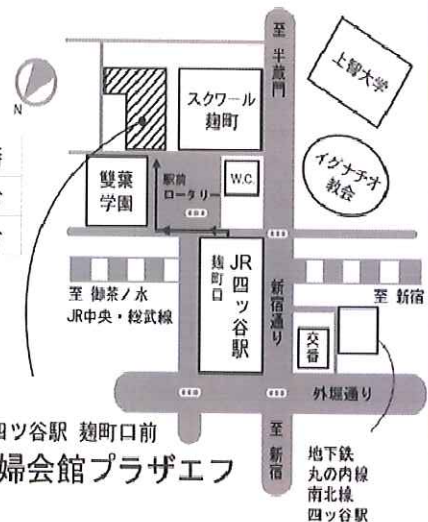 至 半蔵門
上智大学
スクワール
麹町
N
イグナチオ
教会
雙葉
学園
駅前
ロータリー
W.C.
麹町口
JR四ッ谷駅
新宿通り
至 御茶ノ水
JR中央・総武線
至 新宿
交番
外堀通り
至 新宿
四ツ谷駅 麹町口前
婦会館プラザエフ
地下鉄
丸の内線
南北線
四ッ谷駅